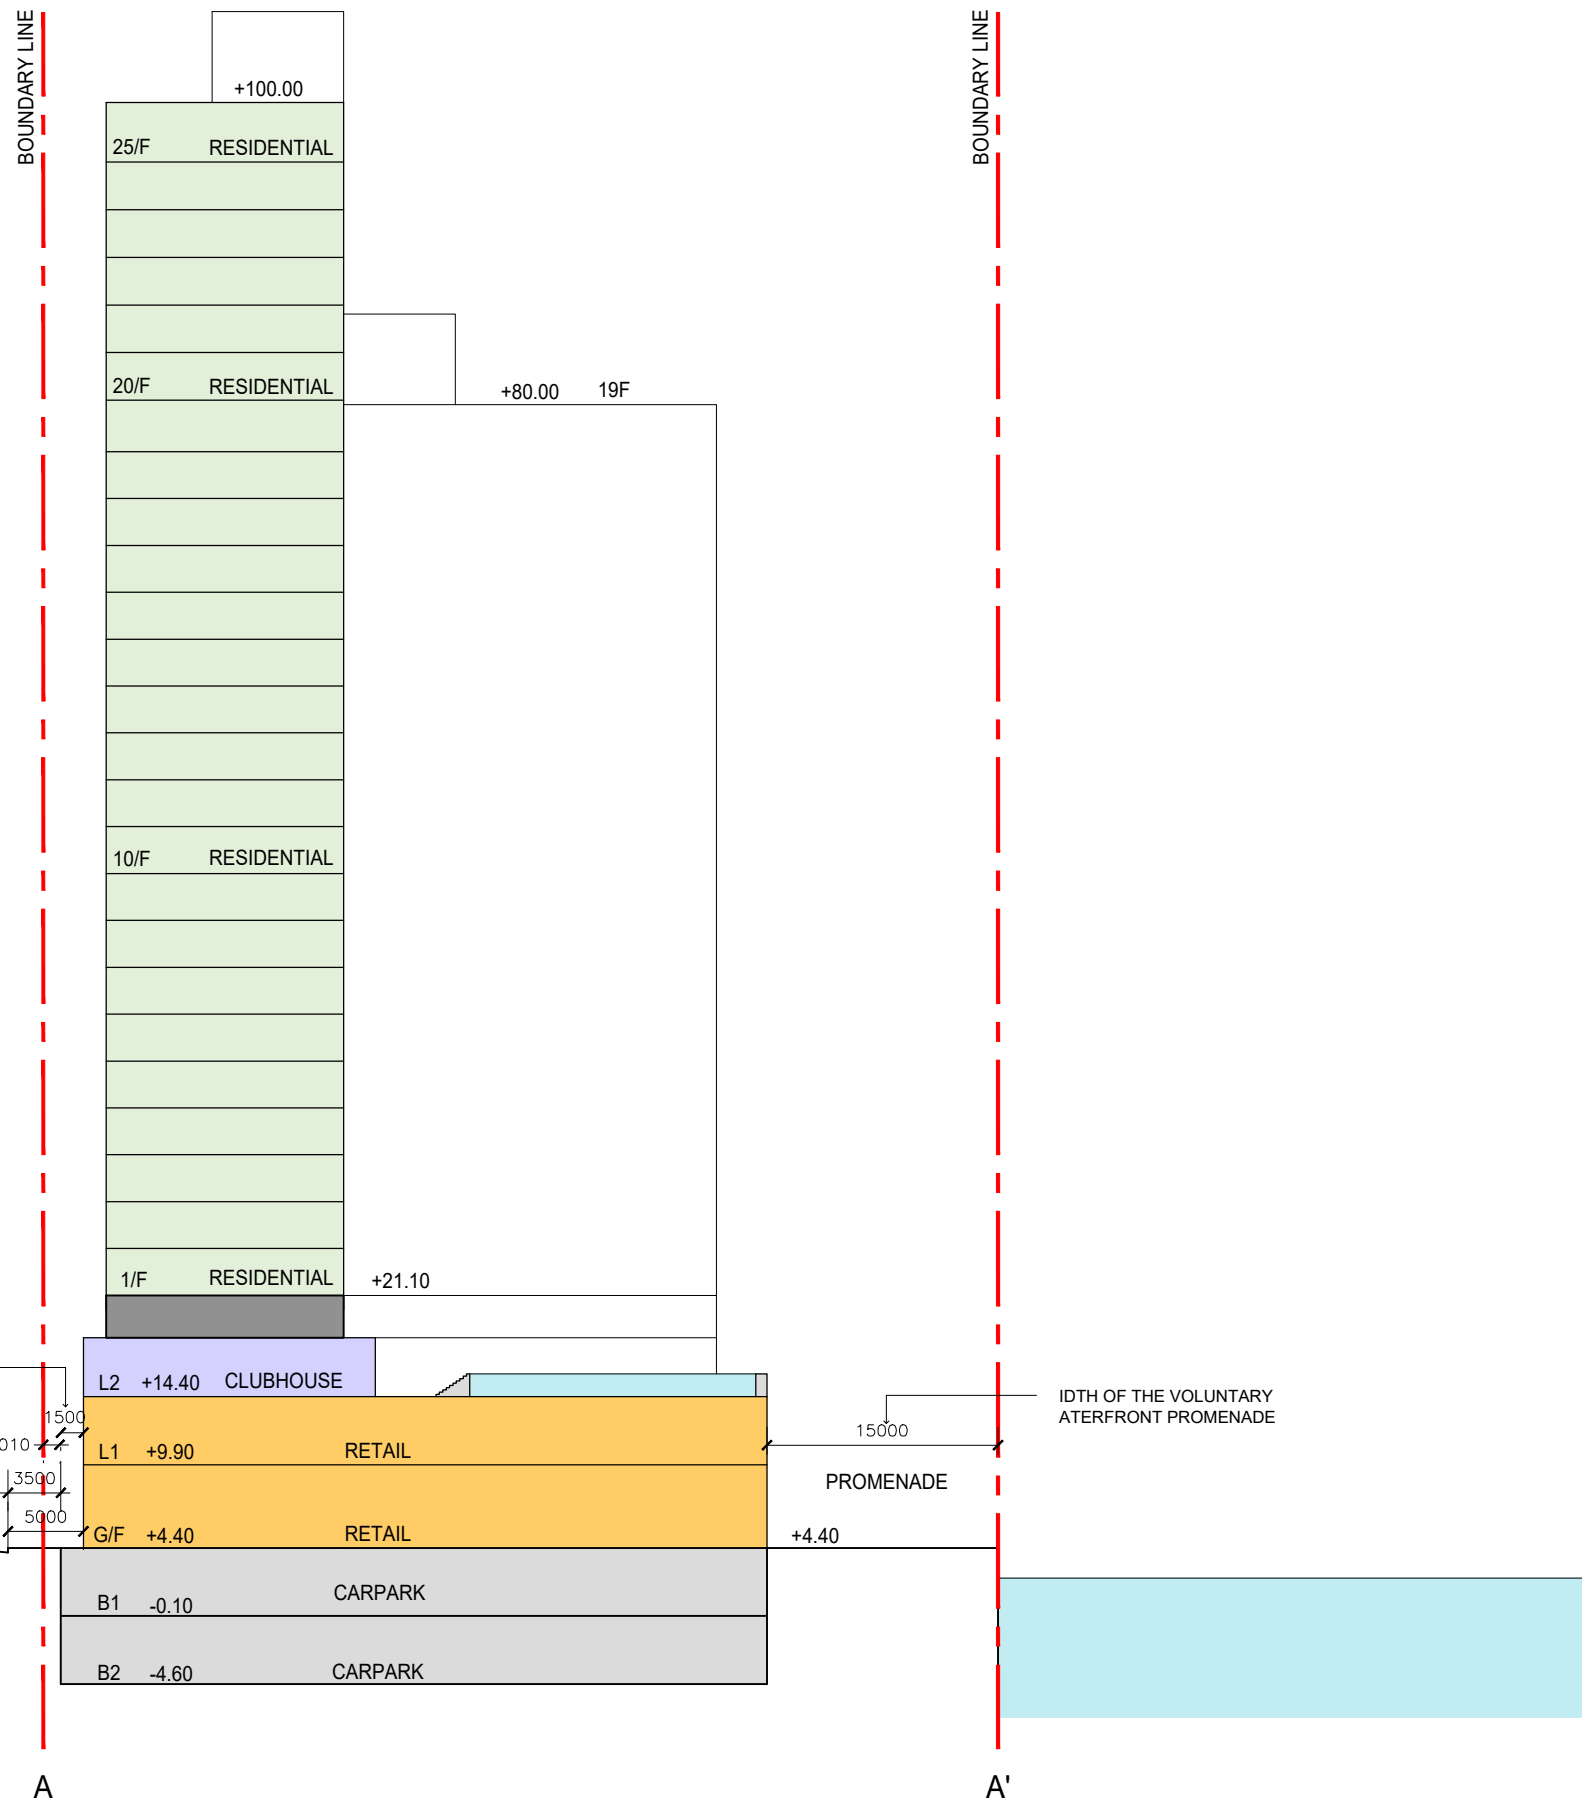 BOUNDARY LINE
BOUNDARY LINE
+100.00
25/F RESIDENTIAL
20/F RESIDENTIAL
+80.00 19F
10/F RESIDENTIAL
1/F RESIDENTIAL +21.10
L2 +14.40 CLUBHOUSE
IDTH OF THE VOLUNTARY
ATERFRONT PROMENADE
1500
15000
010
L1 +9.90 RETAIL
3500
PROMENADE
5000
G/F +4.40 RETAIL +4.40
B1 -0.10 CARPARK
B2 -4.60 CARPARK
A A'